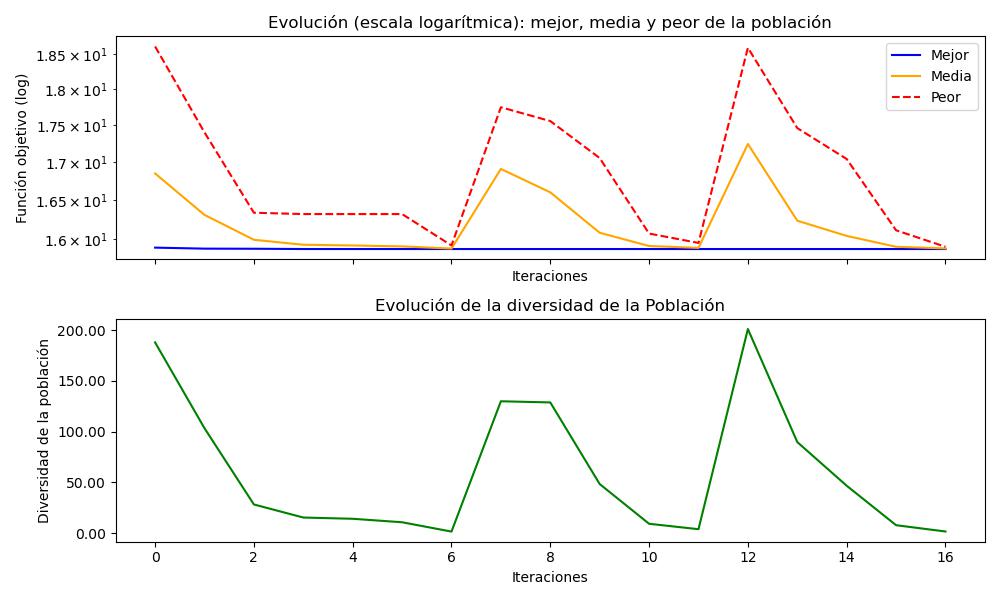 Evolución (escala logarítmica): mejor, media y peor de la población
Función objetivo (log)
1.85 × 10¹
1.8 × 10¹
1.75 × 10¹
1.7 × 10¹
1.65 × 10¹
1.6 × 10¹
Mejor
Media
Peor
Iteraciones
Evolución de la diversidad de la Población
Diversidad de la población
200.00
150.00
100.00
50.00
0.00
0 2 4 6 8 10 12 14 16
Iteraciones